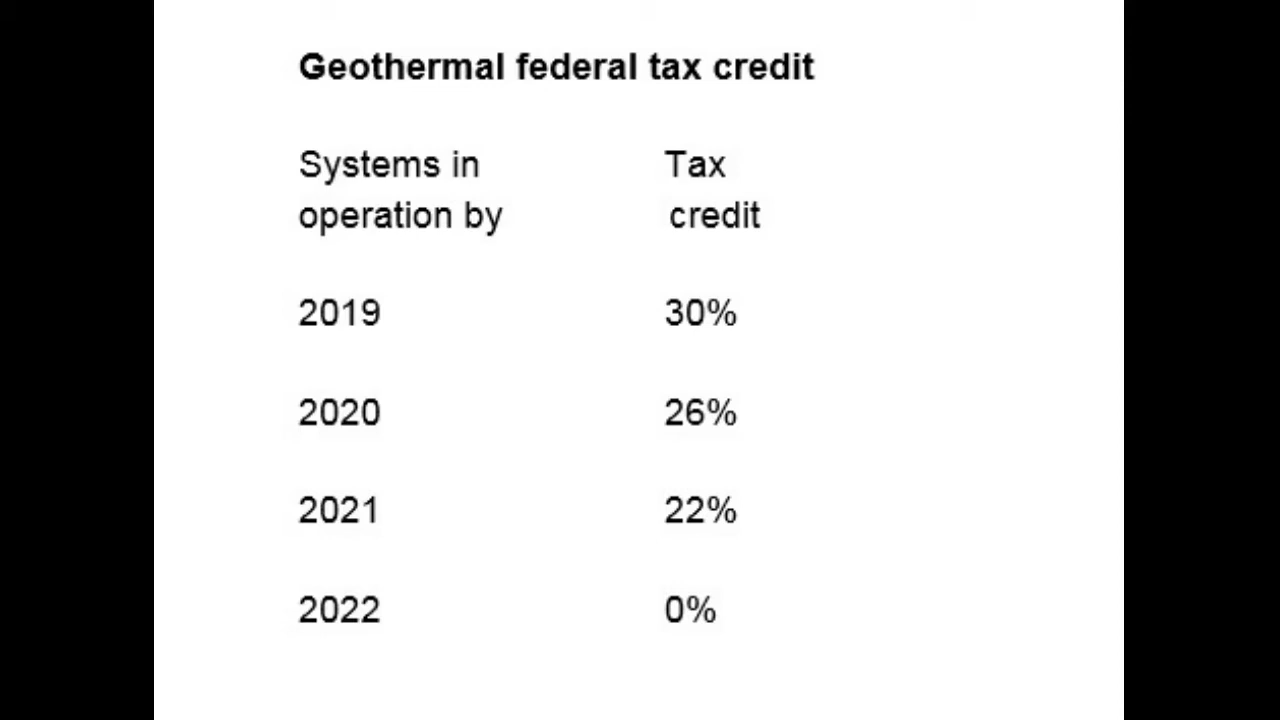 Geothermal federal tax credit
Systems in operation by
Tax credit
2019 30%
2020 26%
2021 22%
2022 0%